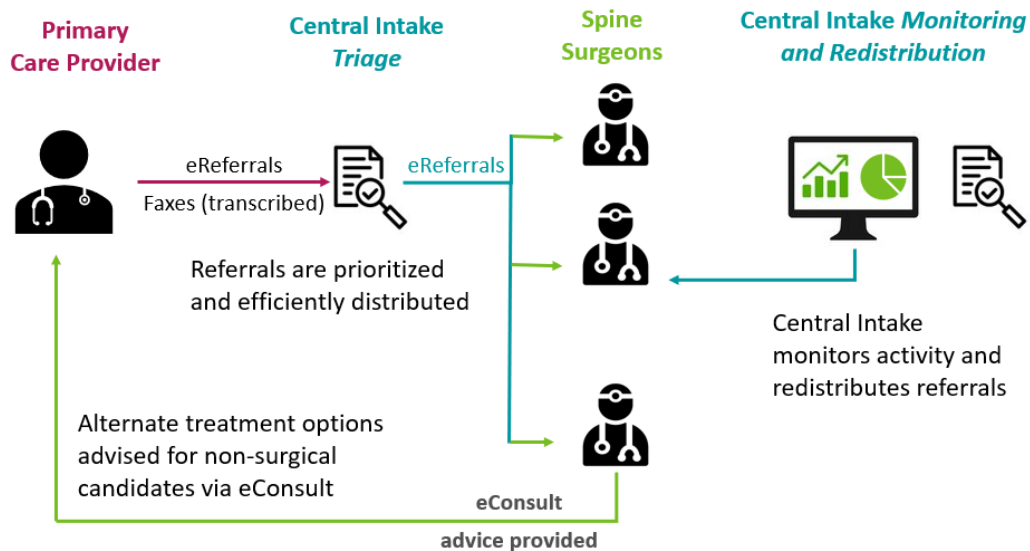 Primary
Care Provider
Central Intake
Triage
Spine
Surgeons
Central Intake Monitoring
and Redistribution
eReferrals
Faxes (transcribed)
eReferrals
Referrals are prioritized
and efficiently distributed
Central Intake
monitors activity and
redistributes referrals
Alternate treatment options
advised for non-surgical
candidates via eConsult
eConsult
advice provided